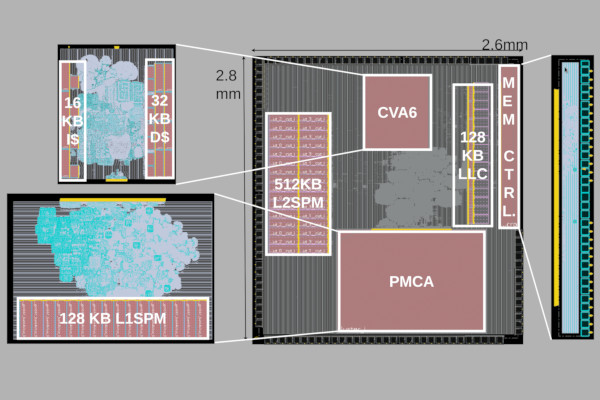 2.6mm
2.8
mm
16
KB
I$
32
KB
D$
CVA6
128
KB
LLC
MEM CTRL.
512KB
L2SPM
PMCA
128 KB L1SPM